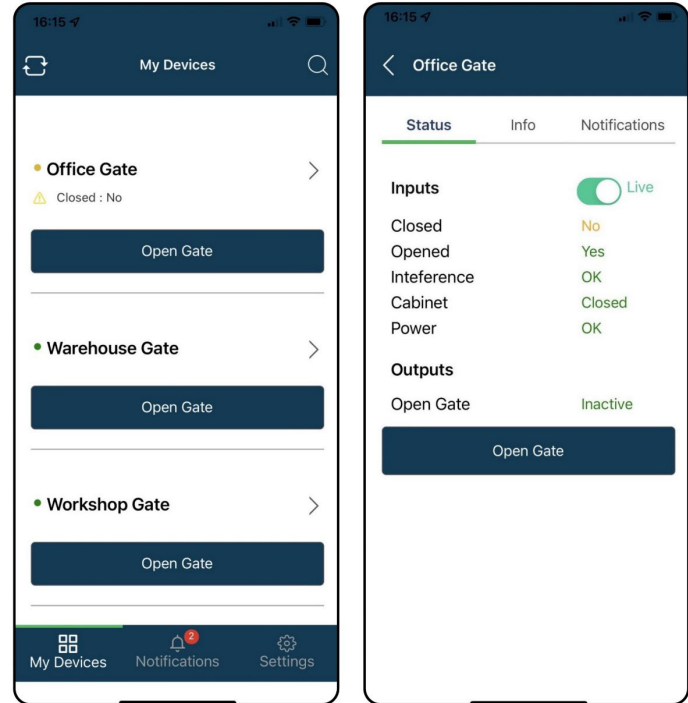 16:15
My Devices
Office Gate
Closed : No
Open Gate
Warehouse Gate
Open Gate
Workshop Gate
Open Gate
2
My Devices Notifications Settings
16:15
Office Gate
Status Info Notifications
Inputs Live
Closed No
Opened Yes
Inteference OK
Cabinet Closed
Power OK
Outputs
Open Gate Inactive
Open Gate